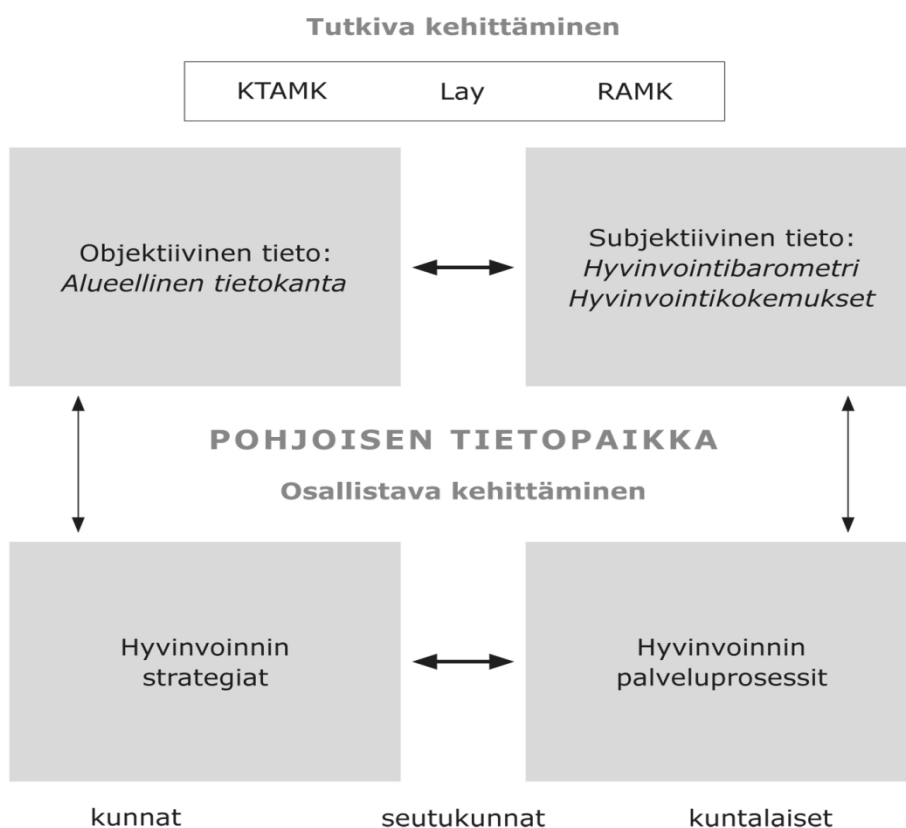 Tutkiva kehittäminen
KTAMK Lay RAMK
Objektiivinen tieto:
Alueellinen tietokanta
Subjektiivinen tieto:
Hyvinvointibarometri
Hyvinvointikokemukset
POHJOISEN TIETOPAIKKA
Osallistava kehittäminen
Hyvinvoinnin
strategiat
Hyvinvoinnin
palveluprosessit
kunnat seutukunnat kuntalaiset